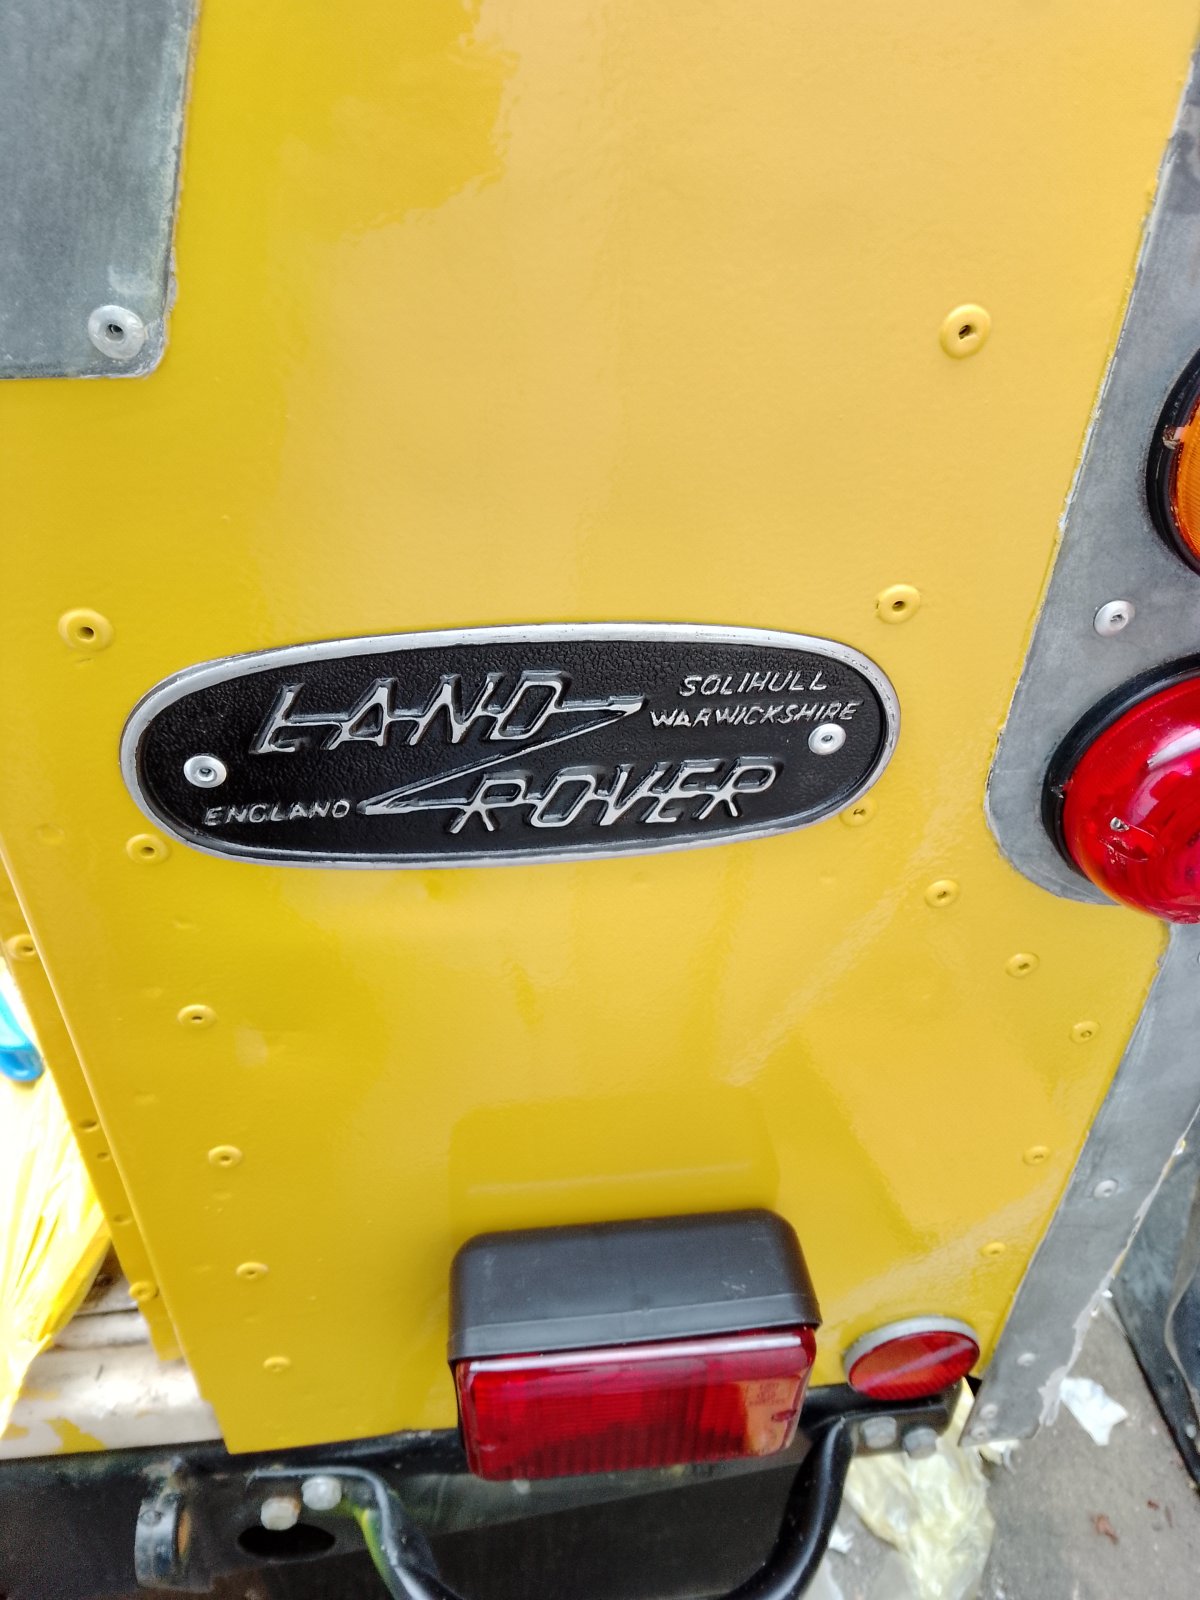 LAND
SOLIHULL
WARWICKSHIRE
ENGLAND
ROVER